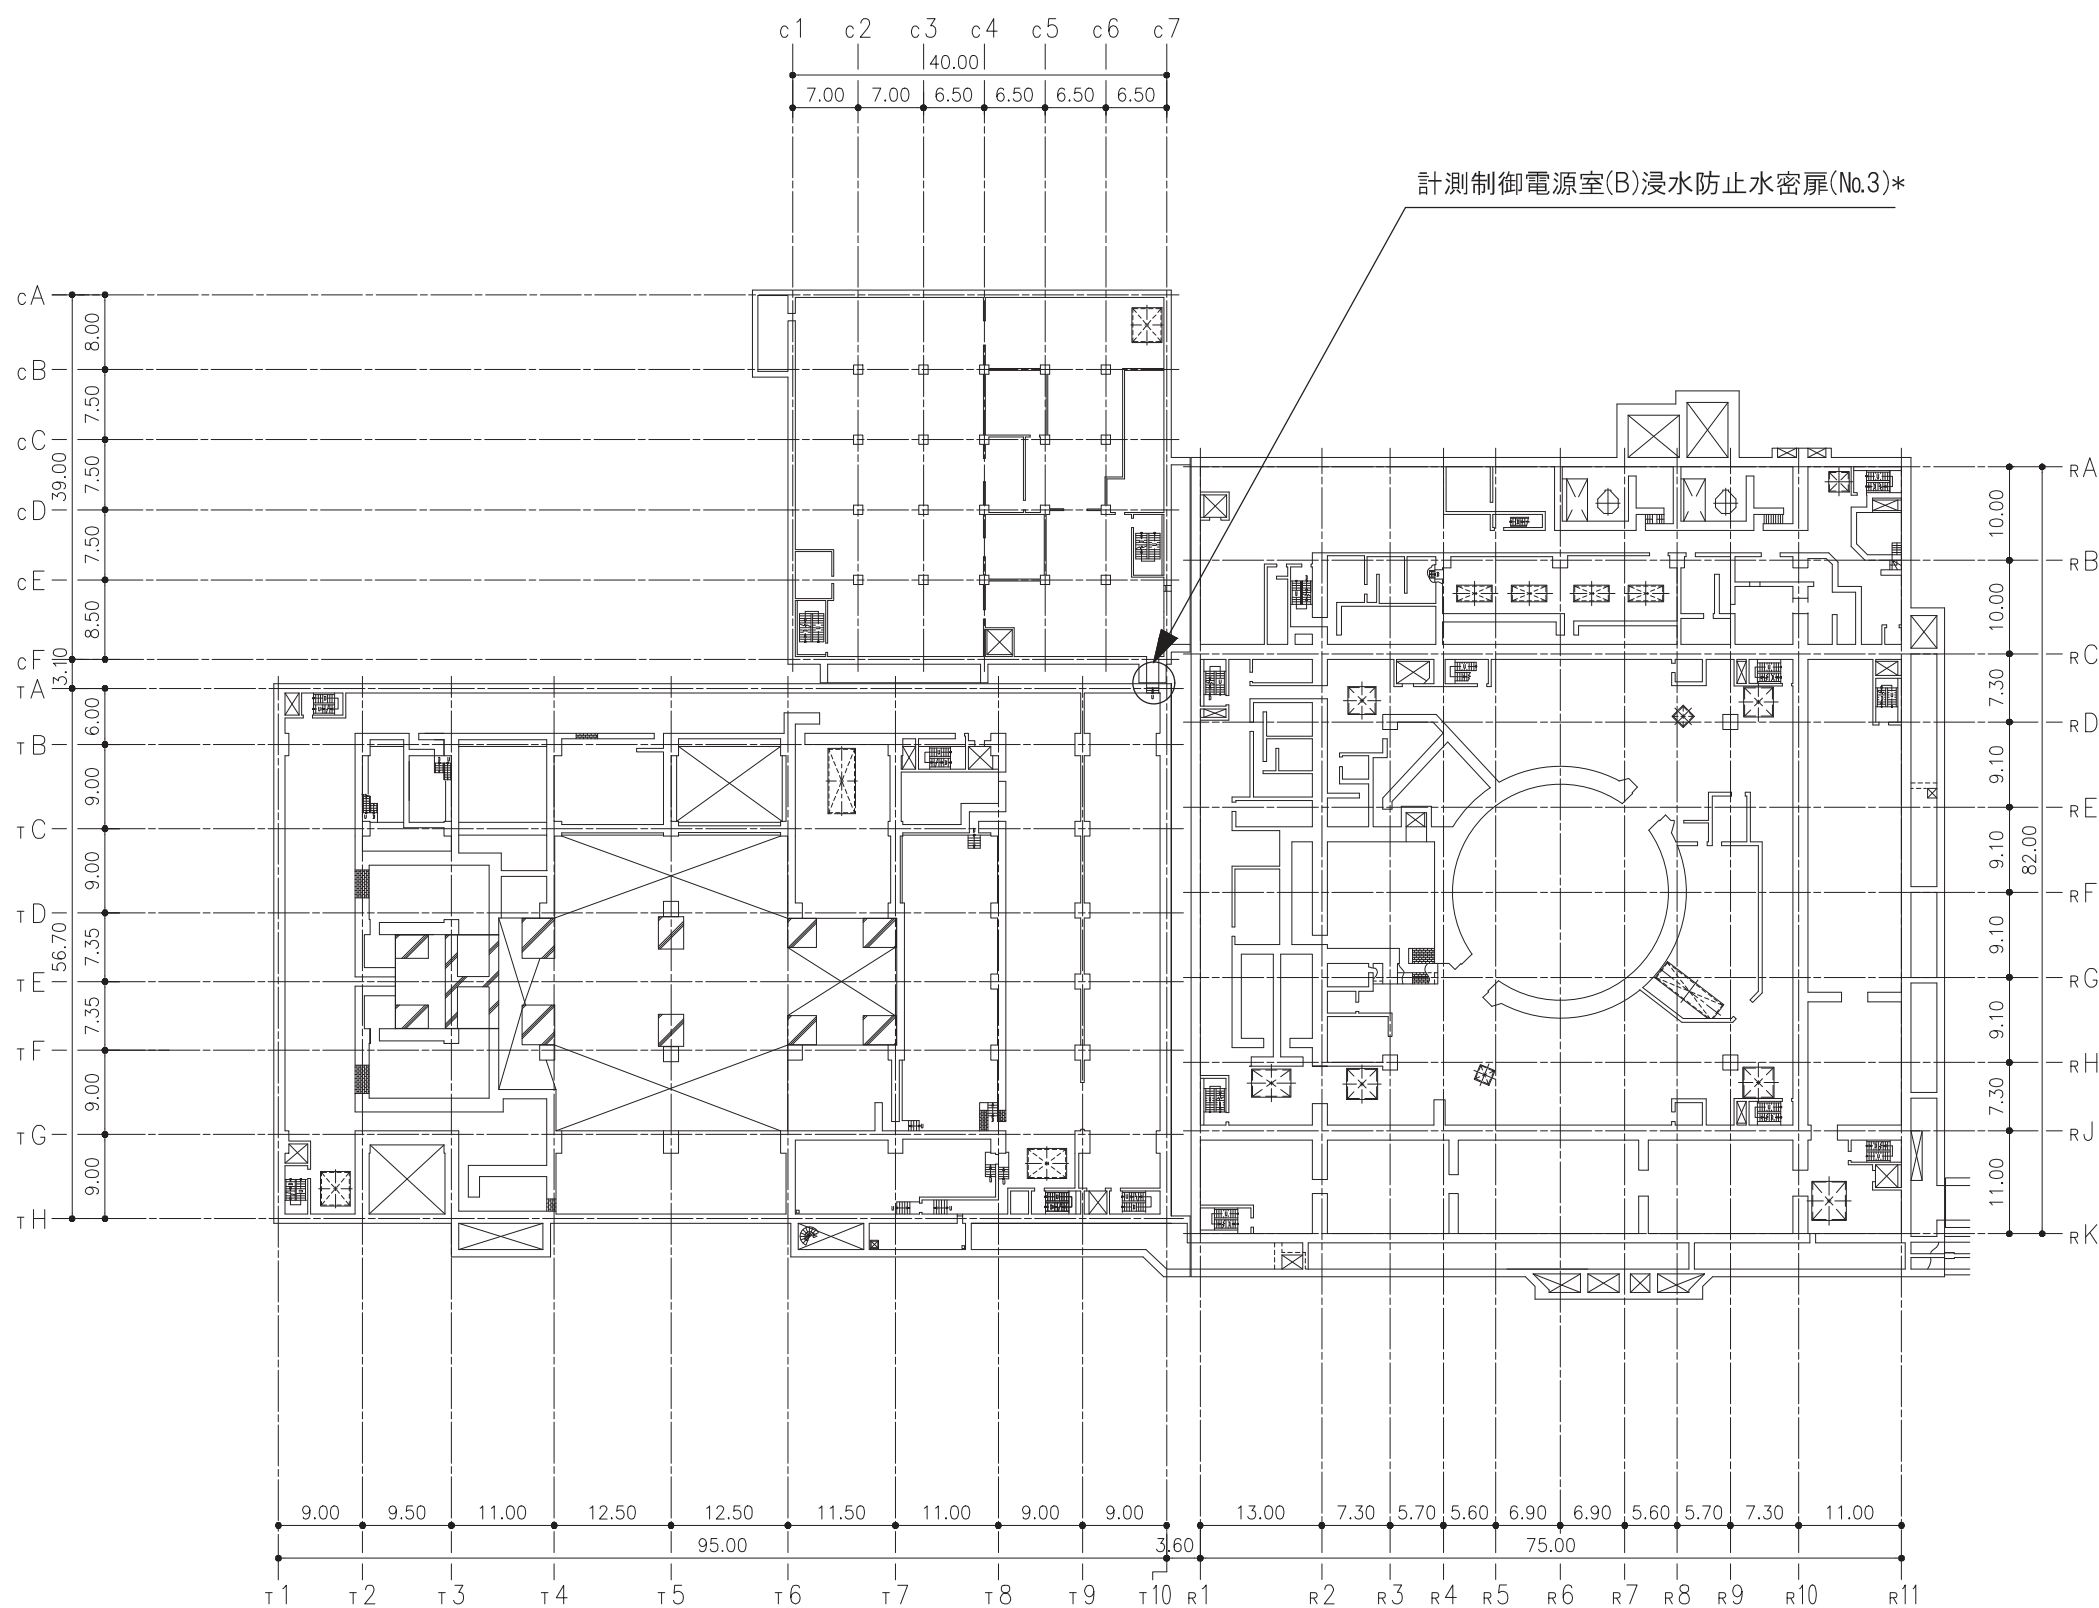 c1 c2 c3 c4 c5 c6 c7
40.00
7.00 7.00 6.50 6.50 6.50 6.50
計測制御電源室(B)浸水防止水密扉(No.3)*
cA
cB
cC
cD
cE
cF
8.00
7.50
7.50
7.50
8.50
39.00
3.10
TA
TB
TC
TD
TE
TF
TG
TH
6.00
9.00
9.00
7.35
7.35
9.00
9.00
56.70
RA
RB
RC
RD
RE
RF
RG
RH
RJ
RK
10.00
10.00
7.30
9.10
9.10
9.10
9.10
7.30
11.00
82.00
9.00 9.50 11.00 12.50 12.50 11.50 11.00 9.00 9.00 13.00 7.30 5.70 5.60 6.90 6.90 5.60 5.70 7.30 11.00
95.00 3.60 75.00
T1 T2 T3 T4 T5 T6 T7 T8 T9 T10 R1 R2 R3 R4 R5 R6 R7 R8 R9 R10 R11